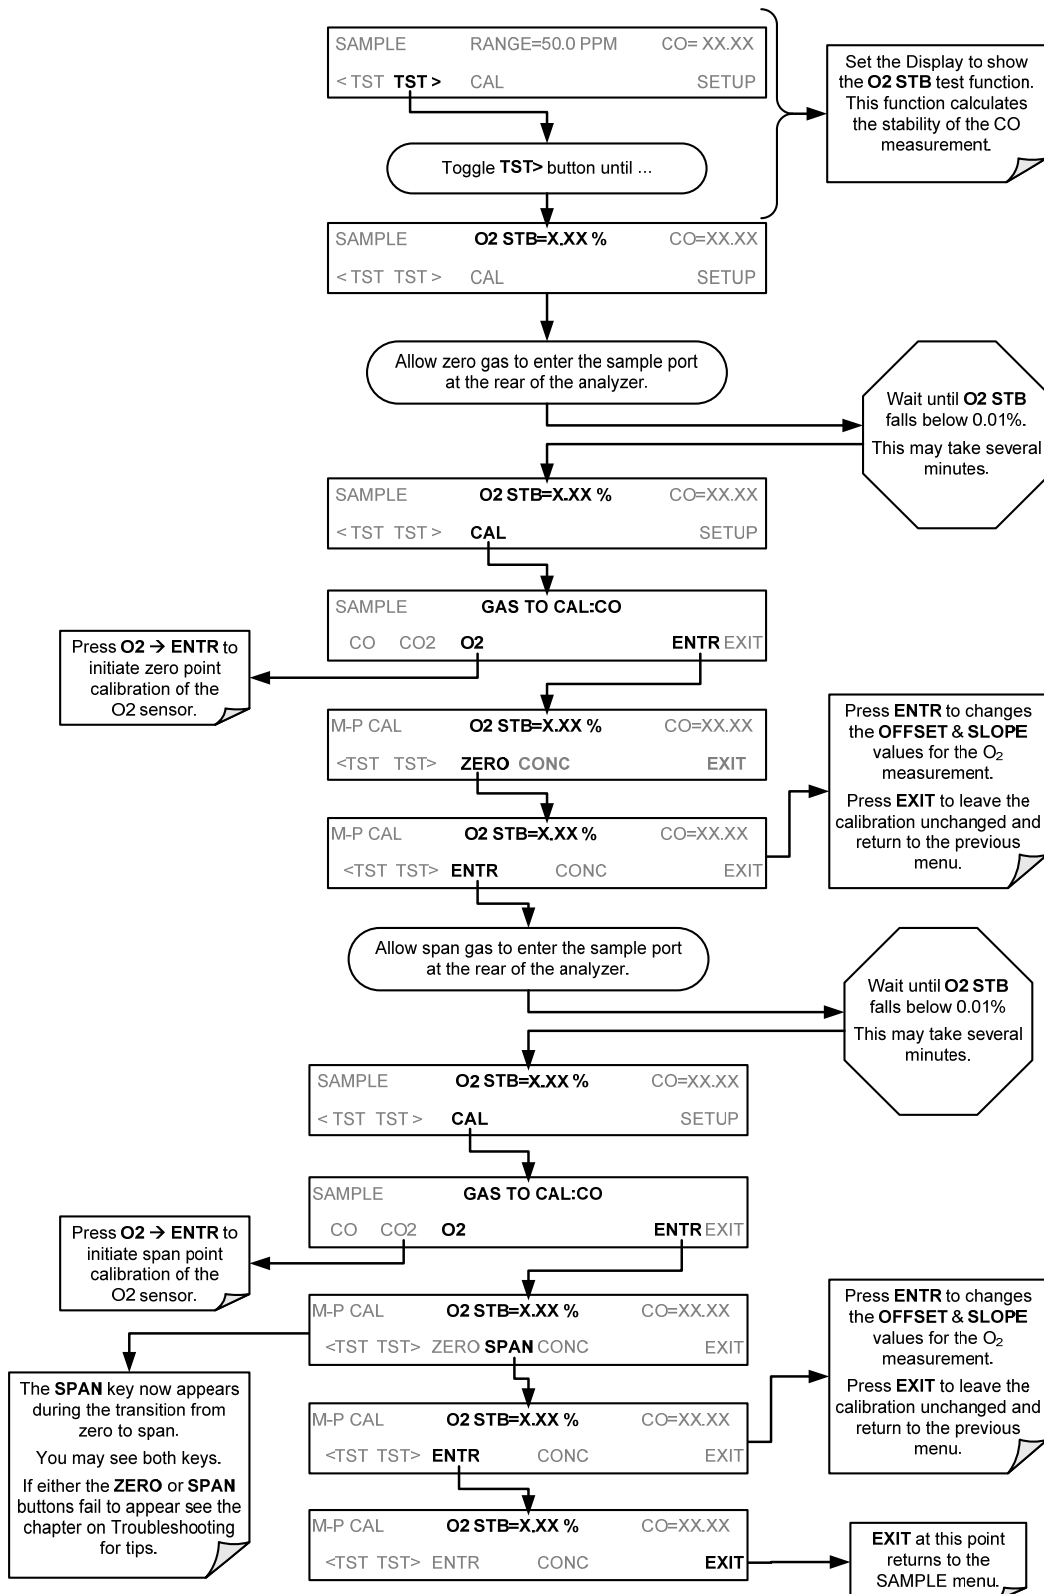 SAMPLE RANGE=50.0 PPM CO= XX.XX
< TST TST > CAL SETUP
Set the Display to show
the O2 STB test function.
This function calculates
the stability of the CO
measurement.
Toggle TST> button until ...
SAMPLE O2 STB=X.XX % CO=XX.XX
< TST TST > CAL SETUP
Allow zero gas to enter the sample port
at the rear of the analyzer.
Wait until O2 STB
falls below 0.01%.
This may take several
minutes.
SAMPLE O2 STB=X.XX % CO=XX.XX
< TST TST > CAL SETUP
SAMPLE GAS TO CAL:CO
CO CO2 O2 ENTR EXIT
Press O2 → ENTR to
initiate zero point
calibration of the
O2 sensor.
M-P CAL O2 STB=X.XX % CO=XX.XX
<TST TST> ZERO CONC EXIT
Press ENTR to changes
the OFFSET & SLOPE
values for the O₂
measurement.
Press EXIT to leave the
calibration unchanged and
return to the previous
menu.
M-P CAL O2 STB=X.XX % CO=XX.XX
<TST TST> ENTR CONC EXIT
Allow span gas to enter the sample port
at the rear of the analyzer.
Wait until O2 STB
falls below 0.01%
This may take several
minutes.
SAMPLE O2 STB=X.XX % CO=XX.XX
< TST TST > CAL SETUP
SAMPLE GAS TO CAL:CO
CO CO2 O2 ENTR EXIT
Press O2 → ENTR to
initiate span point
calibration of the
O2 sensor.
M-P CAL O2 STB=X.XX % CO=XX.XX
<TST TST> ZERO SPAN CONC EXIT
Press ENTR to changes
the OFFSET & SLOPE
values for the O₂
measurement.
Press EXIT to leave the
calibration unchanged and
return to the previous
menu.
The SPAN key now appears
during the transition from
zero to span.
You may see both keys.
If either the ZERO or SPAN
buttons fail to appear see the
chapter on Troubleshooting
for tips.
M-P CAL O2 STB=X.XX % CO=XX.XX
<TST TST> ENTR CONC EXIT
M-P CAL O2 STB=X.XX % CO=XX.XX
<TST TST> ENTR CONC EXIT
EXIT at this point
returns to the
SAMPLE menu.